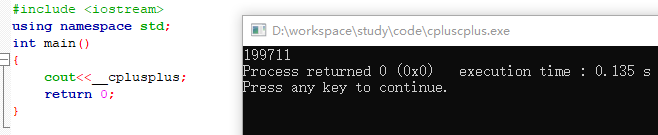 #include <iostream>
using namespace std;
int main()
{
    cout<<__cplusplus;
    return 0;
}
D:\workspace\study\code\cpluscplus.exe
199711
Process returned 0 (0x0)   execution time : 0.135 s
Press any key to continue.